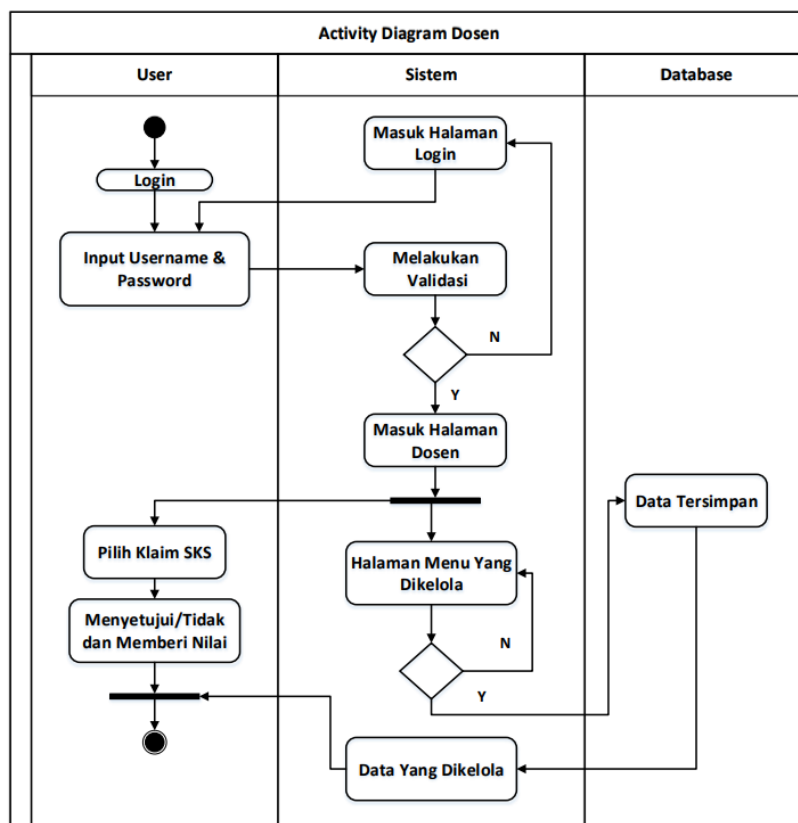 Activity Diagram Dosen
User
Sistem
Database
Masuk Halaman
Login
Login
Input Username &
Password
Melakukan
Validasi
N
Y
Masuk Halaman
Dosen
Data Tersimpan
Pilih Klaim SKS
Halaman Menu Yang
Dikelola
Menyetujui/Tidak
dan Memberi Nilai
N
Y
Data Yang Dikelola